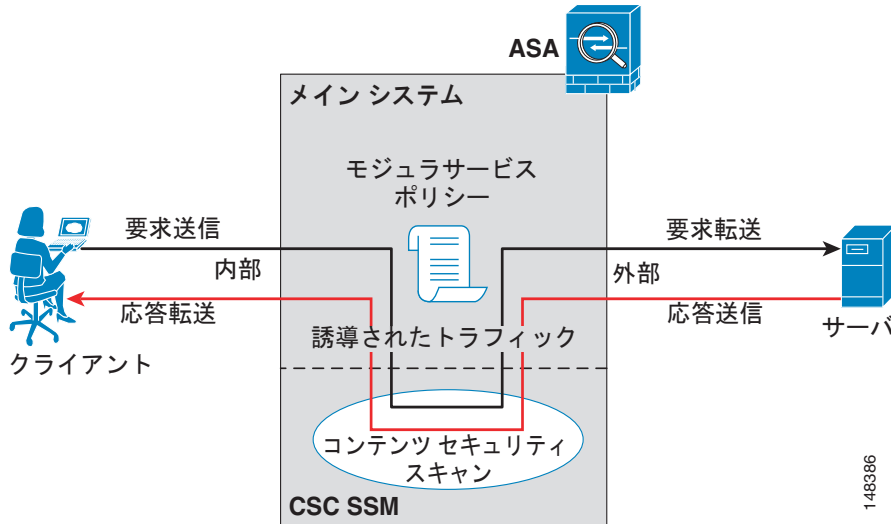 ASA
メイン システム
モジュラサービス
ポリシー
要求送信
要求転送
内部
外部
応答転送
応答送信
サーバ
誘導されたトラフィック
クライアント
コンテンツ セキュリティ
スキャン
CSC SSM
148386